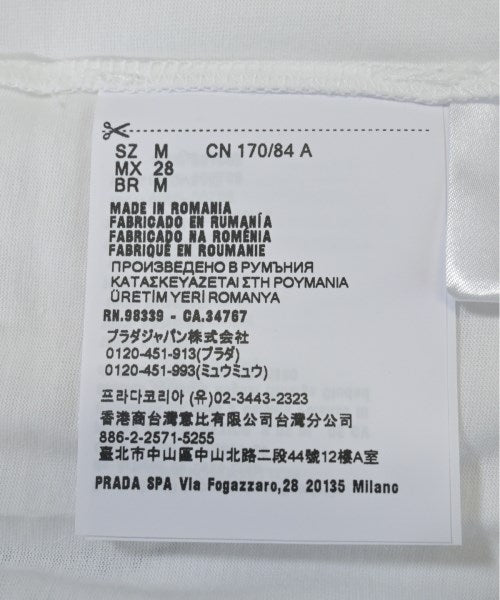 SZ M CN 170/84 A
MX 28
BR M
MADE IN ROMANIA
FABRICADO EN RUMANÍA
FABRICADO NA ROMÉNIA
FABRIQUÉ EN ROUMANIE
ПРОИЗВЕДЕНО В РУМЪНИЯ
ΚΑΤΑΣΚΕΥΑΖΕΤΑΙ ΣΤΗ ΡΟΥΜΑΝΙΑ
ÜRETİM YERİ ROMANYA
RN.98339 - CA.34767
プラダジャパン株式会社
0120-451-913(プラダ)
0120-451-993(ミュウミュウ)
프라다코리아 (유)02-3443-2323
香港商台灣意比有限公司台灣分公司
886-2-2571-5255
臺北市中山區中山北路二段44號12樓A室
PRADA SPA Via Fogazzaro,28 20135 Milano